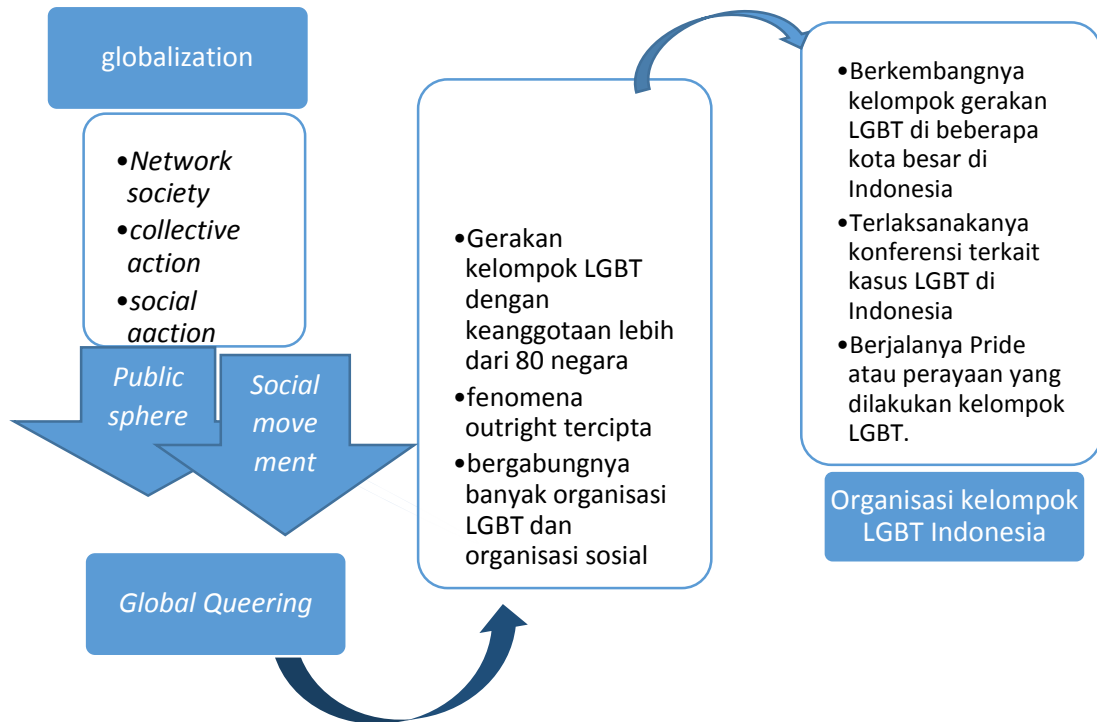 globalization
•Network
society
•collective
action
•social
aaction
Public
sphere
Social
move
ment
Global Queering
•Gerakan
kelompok LGBT
dengan
keanggotaan lebih
dari 80 negara
•fenomena
outright tercipta
•bergabungnya
banyak organisasi
LGBT dan
organisasi sosial
•Berkembangnya
kelompok gerakan
LGBT di beberapa
kota besar di
Indonesia
•Terlaksanakanya
konferensi terkait
kasus LGBT di
Indonesia
•Berjalanya Pride
atau perayaan yang
dilakukan kelompok
LGBT.
Organisasi kelompok
LGBT Indonesia